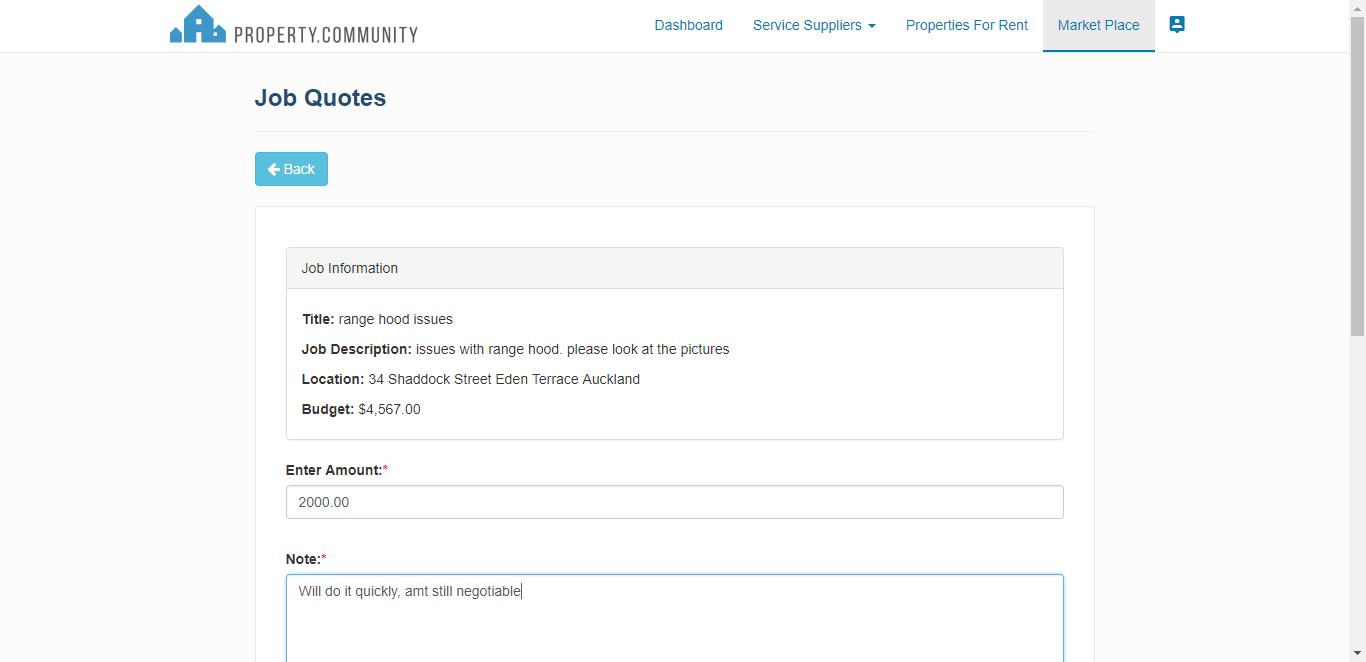 PROPERTY.COMMUNITY
Dashboard Service Suppliers Properties For Rent Market Place
Job Quotes
Back
Job Information
Title: range hood issues
Job Description: issues with range hood. please look at the pictures
Location: 34 Shaddock Street Eden Terrace Auckland
Budget: $4,567.00
Enter Amount:*
2000.00
Note:*
Will do it quickly, amt still negotiable